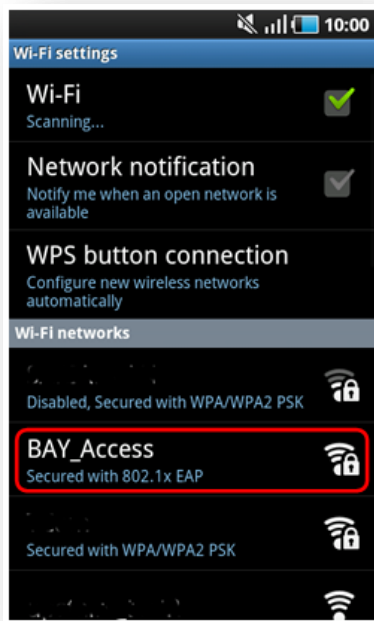 10:00
Wi-Fi settings
Wi-Fi
Scanning...
Network notification
Notify me when an open network is
available
WPS button connection
Configure new wireless networks
automatically
Wi-Fi networks
Disabled, Secured with WPA/WPA2 PSK
BAY_Access
Secured with 802.1x EAP
Secured with WPA/WPA2 PSK